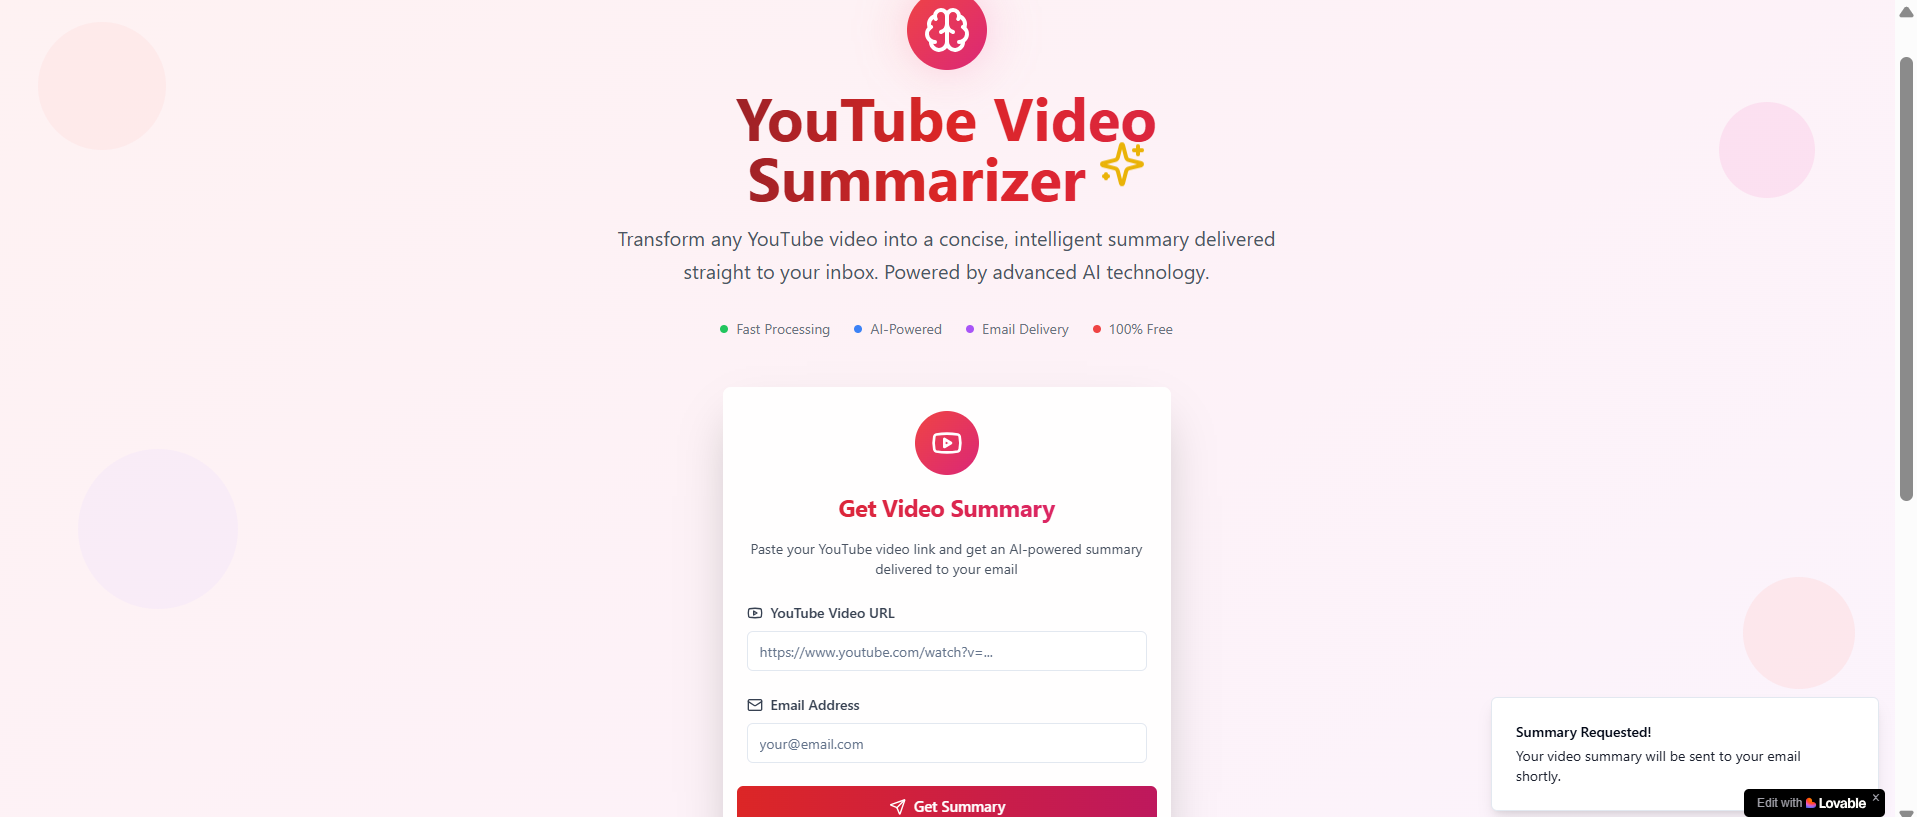 YouTube Video
Summarizer
Transform any YouTube video into a concise, intelligent summary delivered
straight to your inbox. Powered by advanced AI technology.
Fast Processing
AI-Powered
Email Delivery
100% Free
Get Video Summary
Paste your YouTube video link and get an AI-powered summary
delivered to your email
YouTube Video URL
https://www.youtube.com/watch?v=...
Email Address
your@email.com
Get Summary
Summary Requested!
Your video summary will be sent to your email
shortly.
Edit with Lovable